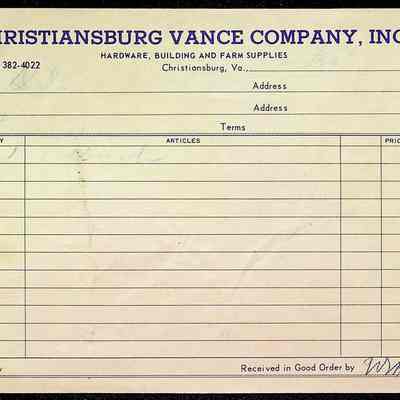 RISTIANSBURG VANCE COMPANY, INC
HARDWARE, BUILDING AND FARM SUPPLIES
382-4022
Christiansburg, Va.,
Address
Address
Terms
Y ARTICLES PRIC
Received in Good Order by